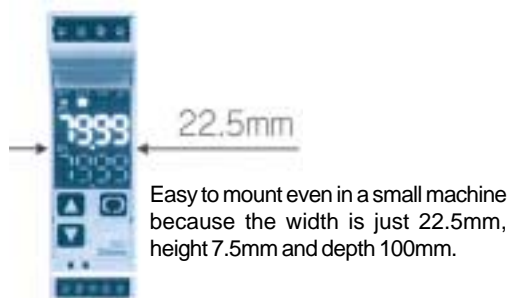 7999
22.5mm
Easy to mount even in a small machine
because the width is just 22.5mm,
height 7.5mm and depth 100mm.